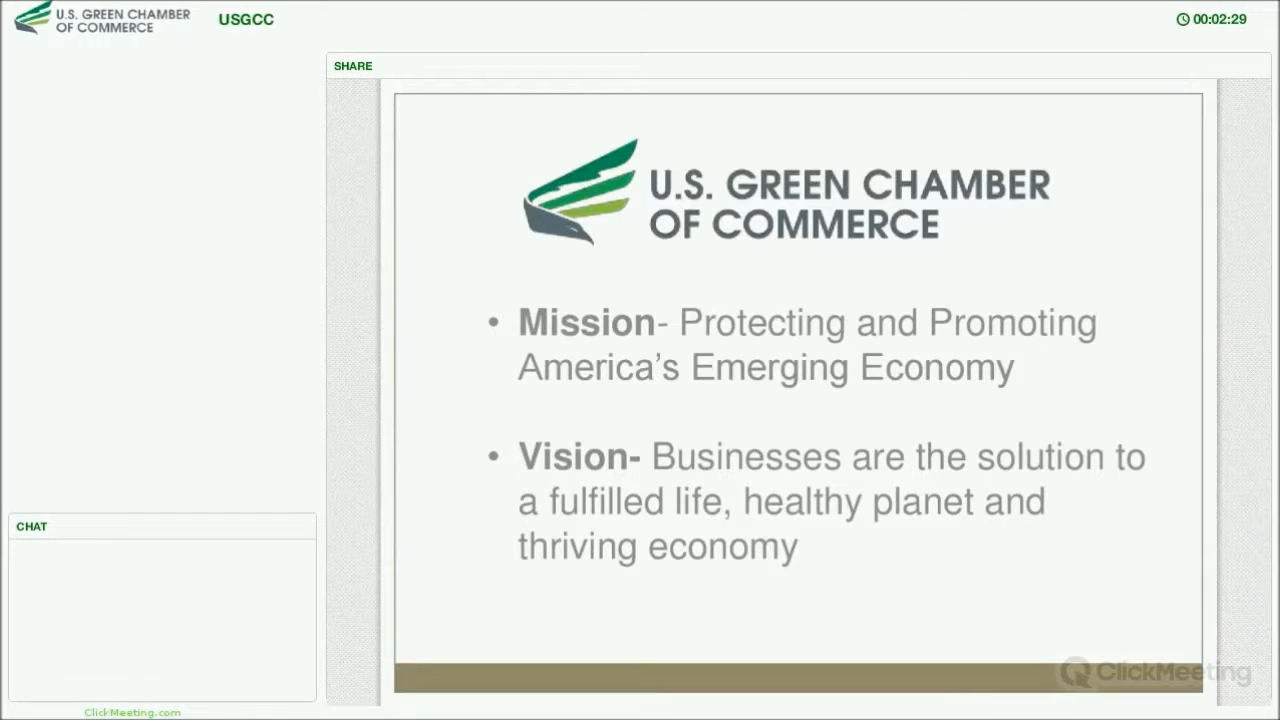 U.S. GREEN CHAMBER
OF COMMERCE
USGCC
00:02:29
SHARE
U.S. GREEN CHAMBER
OF COMMERCE
• Mission- Protecting and Promoting
America's Emerging Economy
• Vision- Businesses are the solution to
a fulfilled life, healthy planet and
thriving economy
CHAT
ClickMeeting
ClickMeeting.com